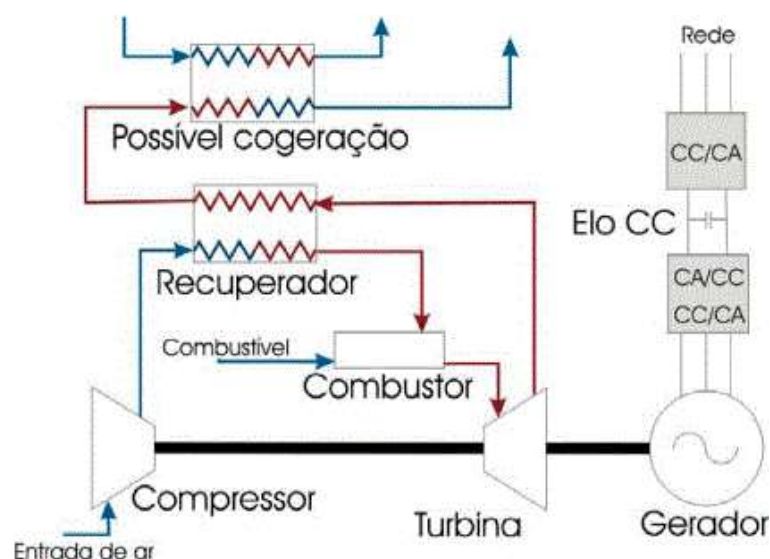 Rede
CC/CA
Possível cogeração
Elo CC
CA/CC
CC/CA
Recuperador
Combustível
Combustor
Compressor
Turbina
Gerador
Entrada de ar